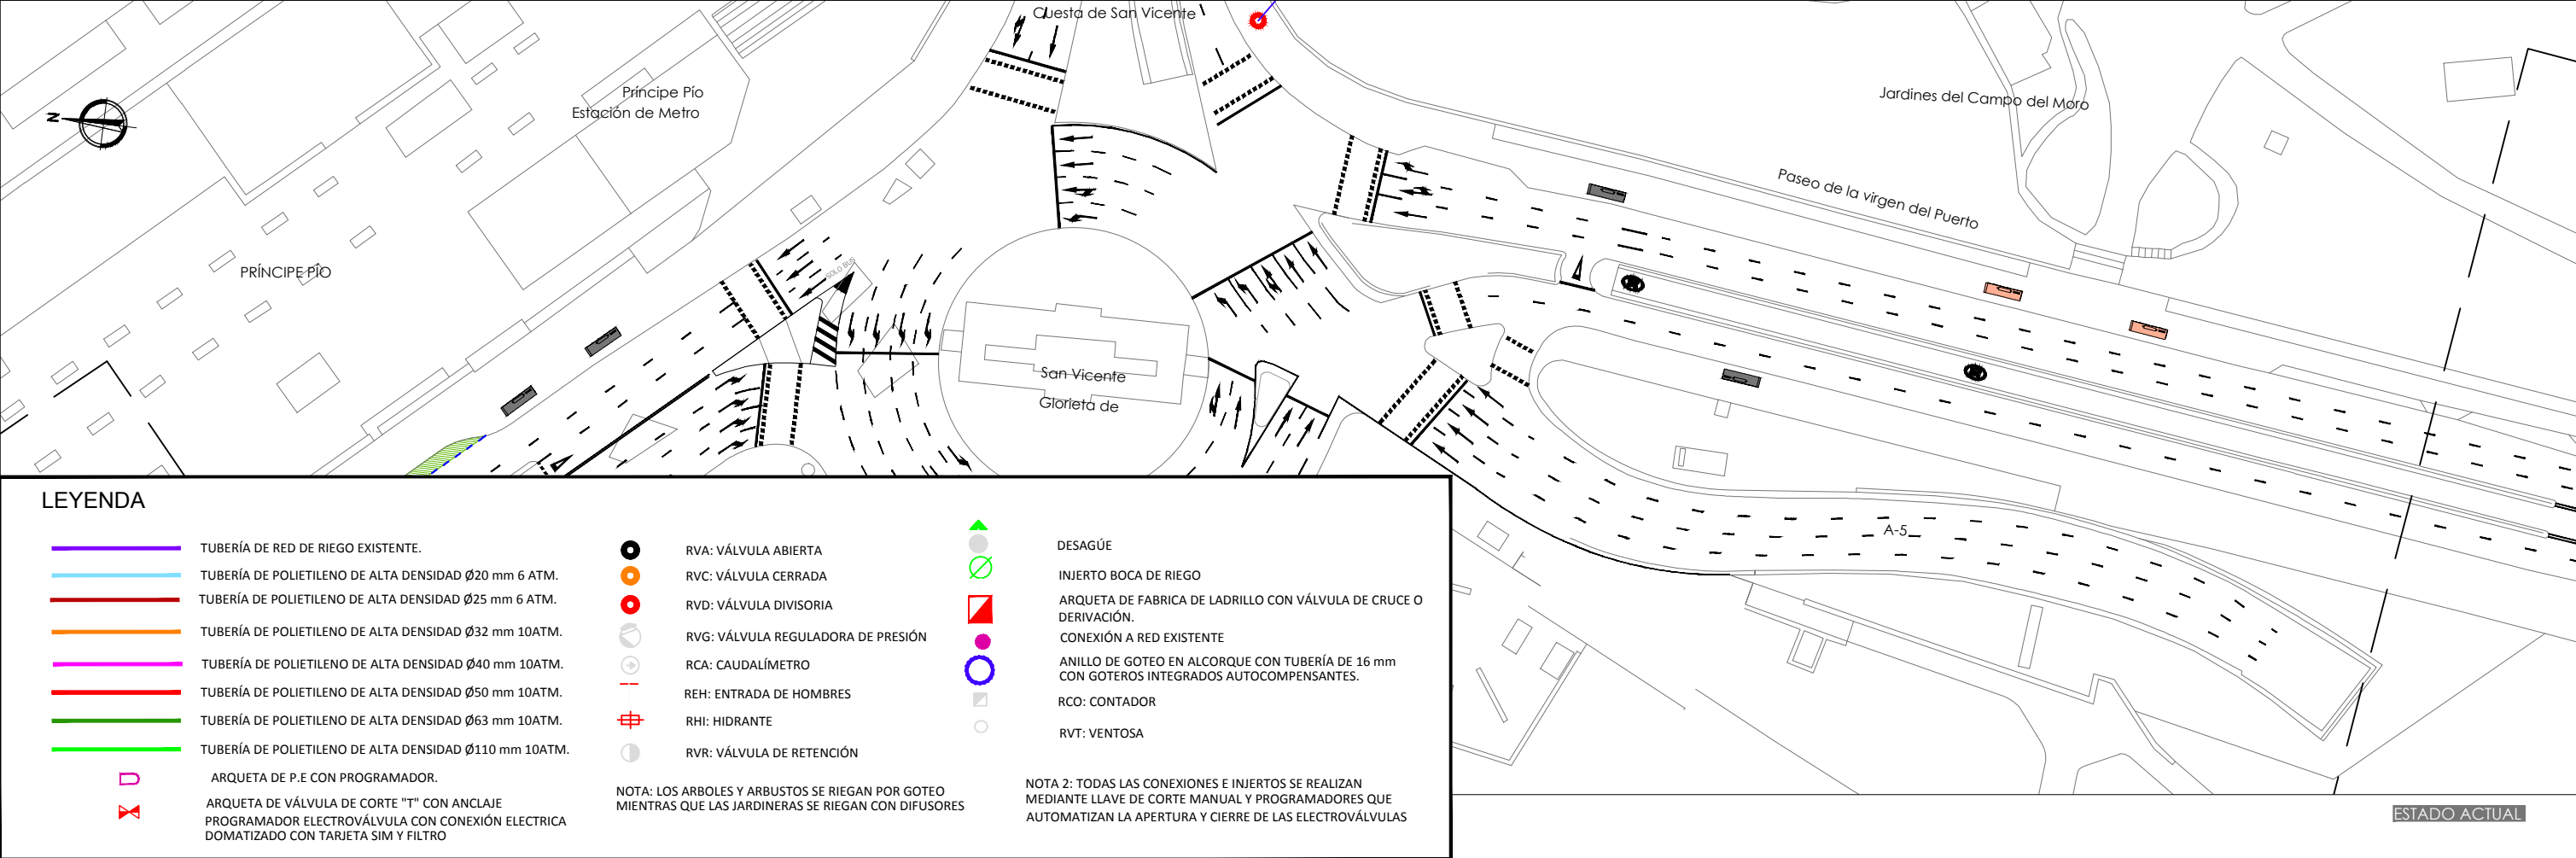 Cuesta de San Vicente
Príncipe Pío
Estación de Metro
Jardines del Campo del Moro
N
Paseo de la virgen del Puerto
PRÍNCIPE PÍO
SOLO BUS
San Vicente
Glorieta de
A-5
LEYENDA
TUBERÍA DE RED DE RIEGO EXISTENTE.
TUBERÍA DE POLIETILENO DE ALTA DENSIDAD Ø20 mm 6 ATM.
TUBERÍA DE POLIETILENO DE ALTA DENSIDAD Ø25 mm 6 ATM.
TUBERÍA DE POLIETILENO DE ALTA DENSIDAD Ø32 mm 10ATM.
TUBERÍA DE POLIETILENO DE ALTA DENSIDAD Ø40 mm 10ATM.
TUBERÍA DE POLIETILENO DE ALTA DENSIDAD Ø50 mm 10ATM.
TUBERÍA DE POLIETILENO DE ALTA DENSIDAD Ø63 mm 10ATM.
TUBERÍA DE POLIETILENO DE ALTA DENSIDAD Ø110 mm 10ATM.
ARQUETA DE P.E CON PROGRAMADOR.
ARQUETA DE VÁLVULA DE CORTE "T" CON ANCLAJE
PROGRAMADOR ELECTROVÁLVULA CON CONEXIÓN ELECTRICA
DOMATIZADO CON TARJETA SIM Y FILTRO
RVA: VÁLVULA ABIERTA
RVC: VÁLVULA CERRADA
RVD: VÁLVULA DIVISORIA
RVG: VÁLVULA REGULADORA DE PRESIÓN
RCA: CAUDALÍMETRO
REH: ENTRADA DE HOMBRES
RHI: HIDRANTE
RVR: VÁLVULA DE RETENCIÓN
NOTA: LOS ARBOLES Y ARBUSTOS SE RIEGAN POR GOTEO
MIENTRAS QUE LAS JARDINERAS SE RIEGAN CON DIFUSORES
DESAGÚE
INJERTO BOCA DE RIEGO
ARQUETA DE FABRICA DE LADRILLO CON VÁLVULA DE CRUCE O
DERIVACIÓN.
CONEXIÓN A RED EXISTENTE
ANILLO DE GOTEO EN ALCORQUE CON TUBERÍA DE 16 mm
CON GOTEROS INTEGRADOS AUTOCOMPENSANTES.
RCO: CONTADOR
RVT: VENTOSA
NOTA 2: TODAS LAS CONEXIONES E INJERTOS SE REALIZAN
MEDIANTE LLAVE DE CORTE MANUAL Y PROGRAMADORES QUE
AUTOMATIZAN LA APERTURA Y CIERRE DE LAS ELECTROVÁLVULAS
ESTADO ACTUAL